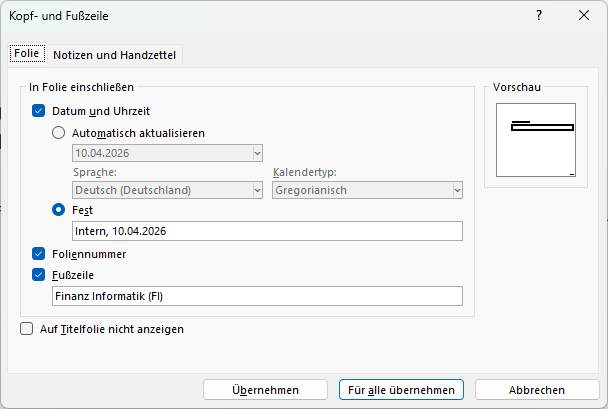 Kopf- und Fußzeile
?
Folie
Notizen und Handzettel
In Folie einschließen
Vorschau
Datum und Uhrzeit
Automatisch aktualisieren
10.04.2026
Sprache:
Kalendertyp:
Deutsch (Deutschland)
Gregorianisch
Fest
Intern, 10.04.2026
Foliennummer
Fußzeile
Finanz Informatik (FI)
Auf Titelfolie nicht anzeigen
Übernehmen
Für alle übernehmen
Abbrechen